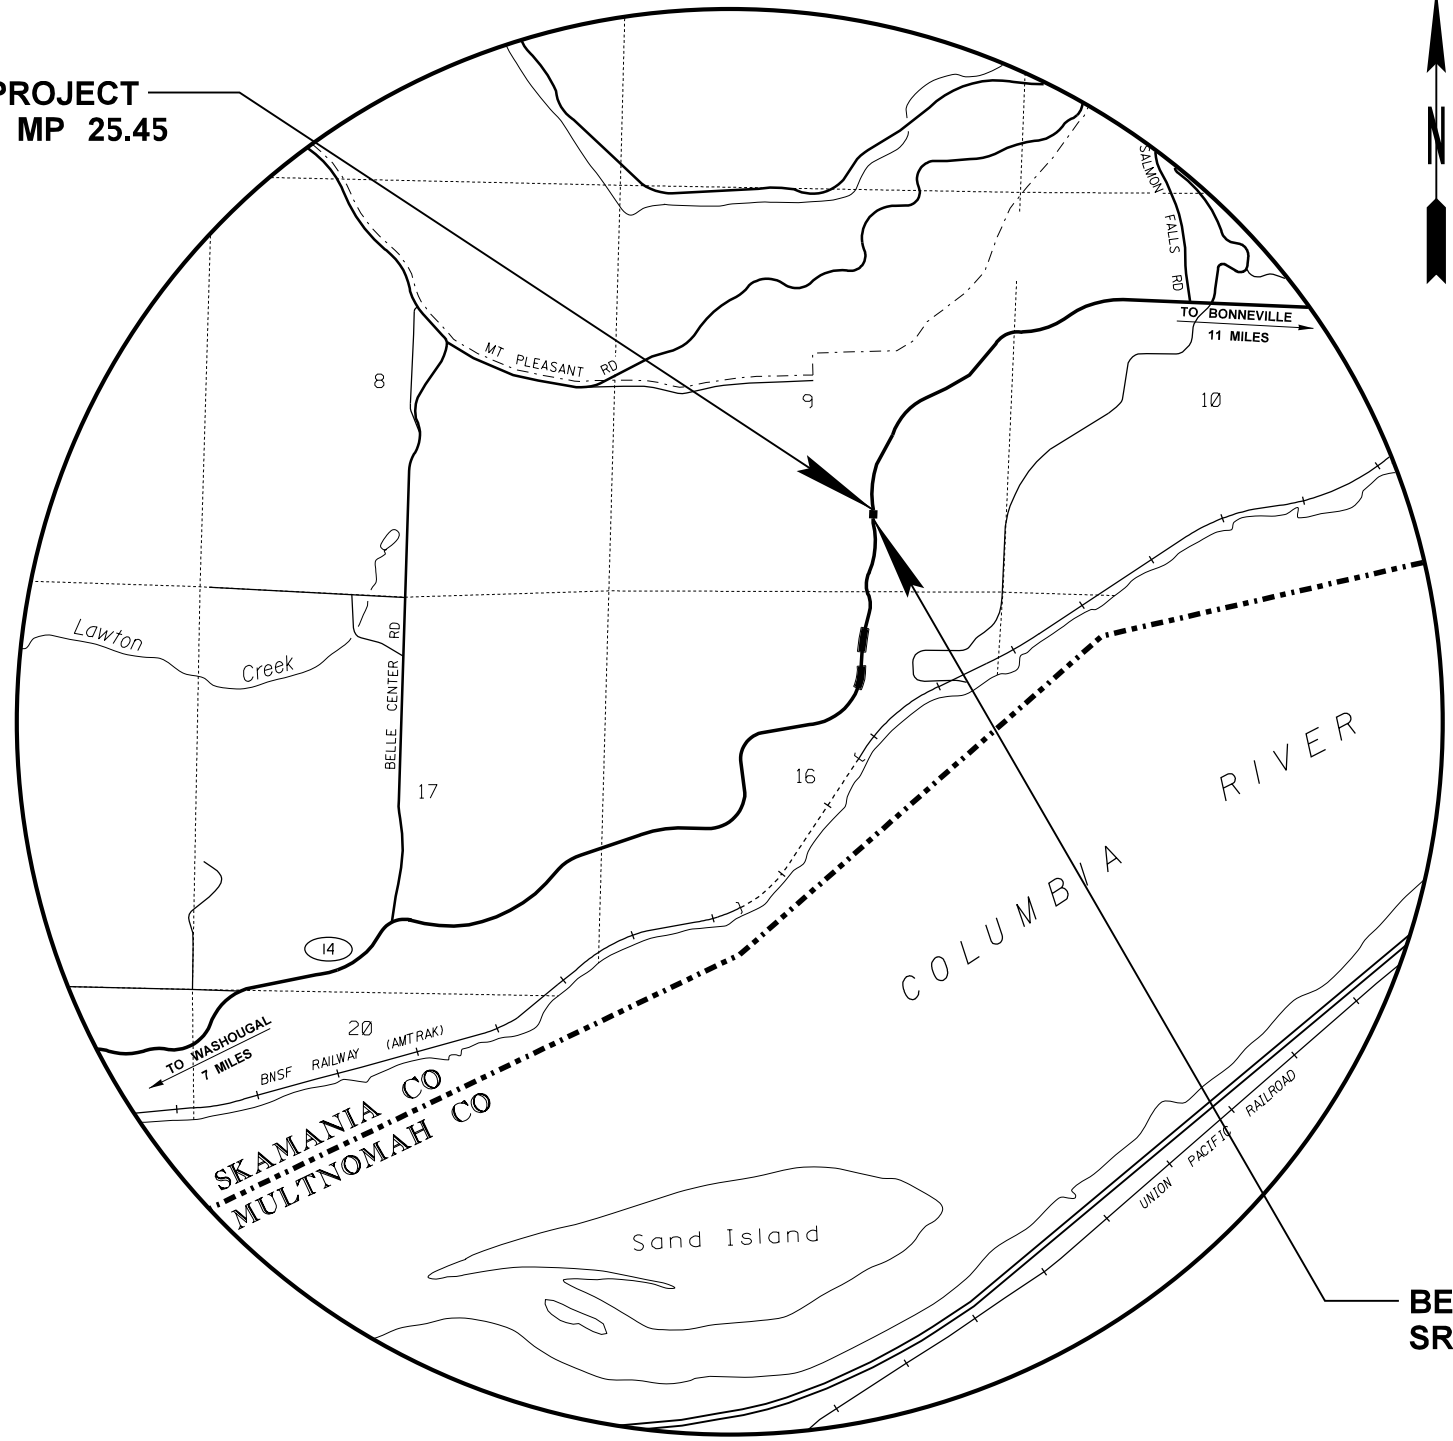 PROJECT
MP 25.45
N
SALMON FALLS RD
TO BONNEVILLE
11 MILES
MT PLEASANT RD
8
9
10
Lawton Creek
BELLE CENTER RD
17
16
COLUMBIA RIVER
14
20
TO WASHOUGAL
7 MILES
BNSF RAILWAY (AMTRAK)
SKAMANIA CO
MULTNOMAH CO
UNION PACIFIC RAILROAD
Sand Island
BE
SR